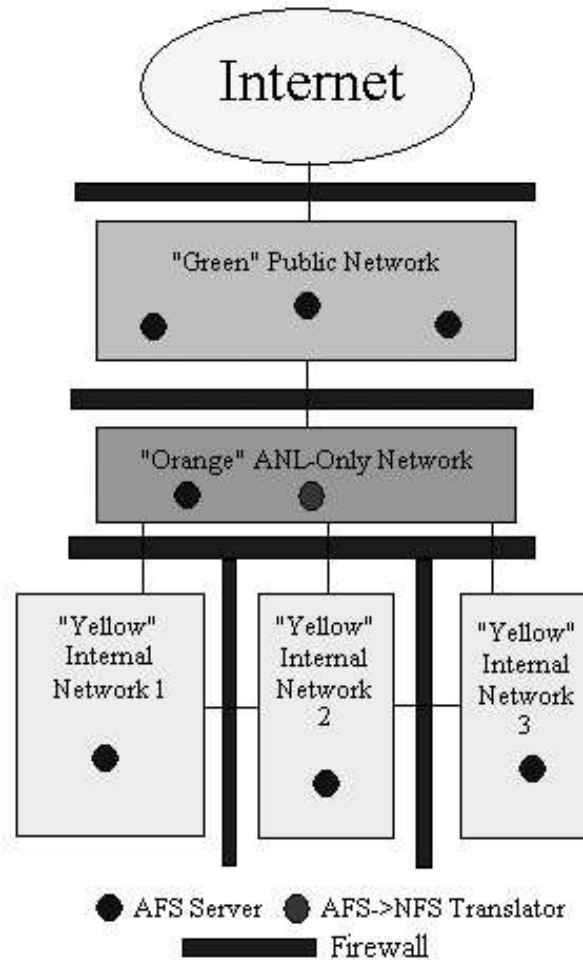 Internet
"Green" Public Network
"Orange" ANL-Only Network
"Yellow"
Internal
Network 1
"Yellow"
Internal
Network
2
"Yellow"
Internal
Network
3
AFS Server
AFS->NFS Translator
Firewall